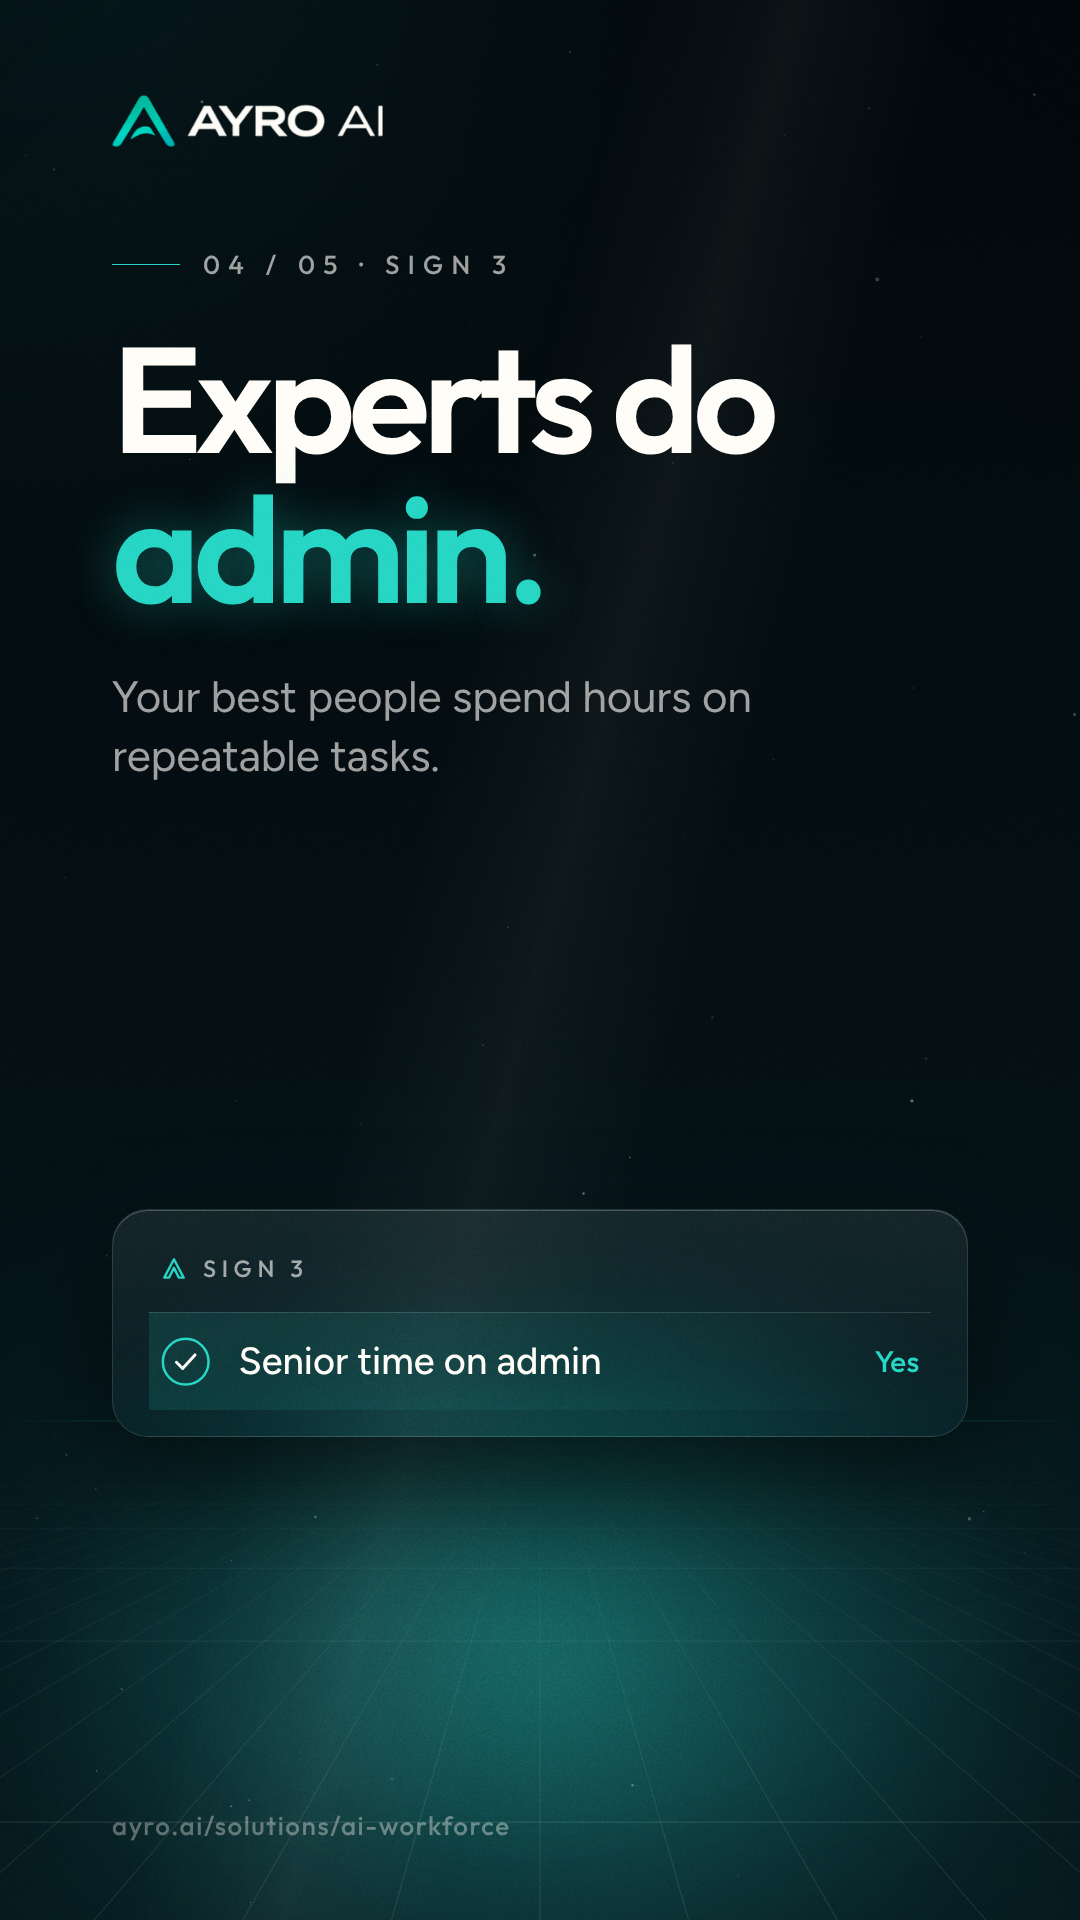 AYRO AI
04 / 05 · SIGN 3
Experts do
admin.
Your best people spend hours on
repeatable tasks.
SIGN 3
Senior time on admin
Yes
ayro.ai/solutions/ai-workforce